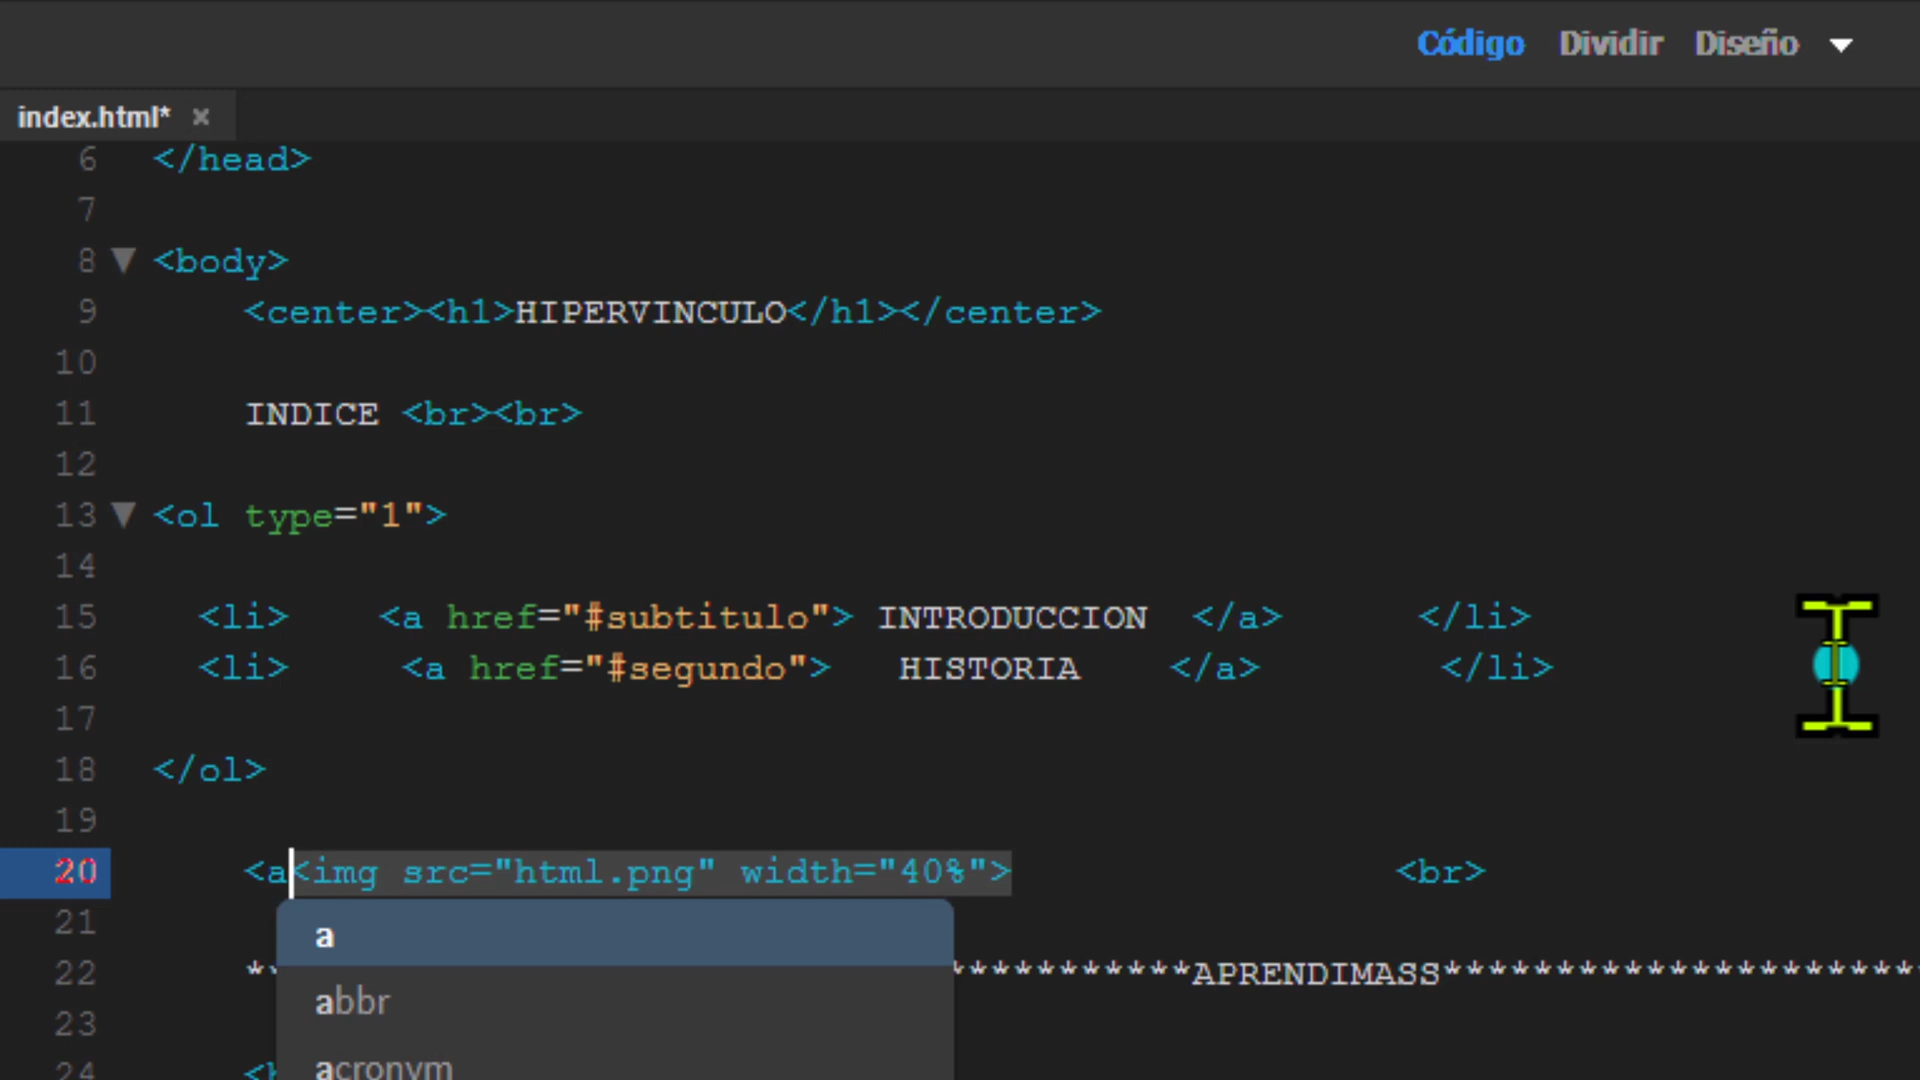 Código Dividir Diseño
index.html* ×
6 </head>
7
8 <body>
9 <center><h1>HIPERVINCULO</h1></center>
10
11 INDICE <br><br>
12
13 <ol type="1">
14
15 <li> <a href="#subtitulo"> INTRODUCCION </a> </li>
16 <li> <a href="#segundo"> HISTORIA </a> </li>
17
18 </ol>
19
20 <a<img src="html.png" width="40%"> <br>
21
a
22 * ***********APRENDIMASS*********************
abbr
23
acronym
24